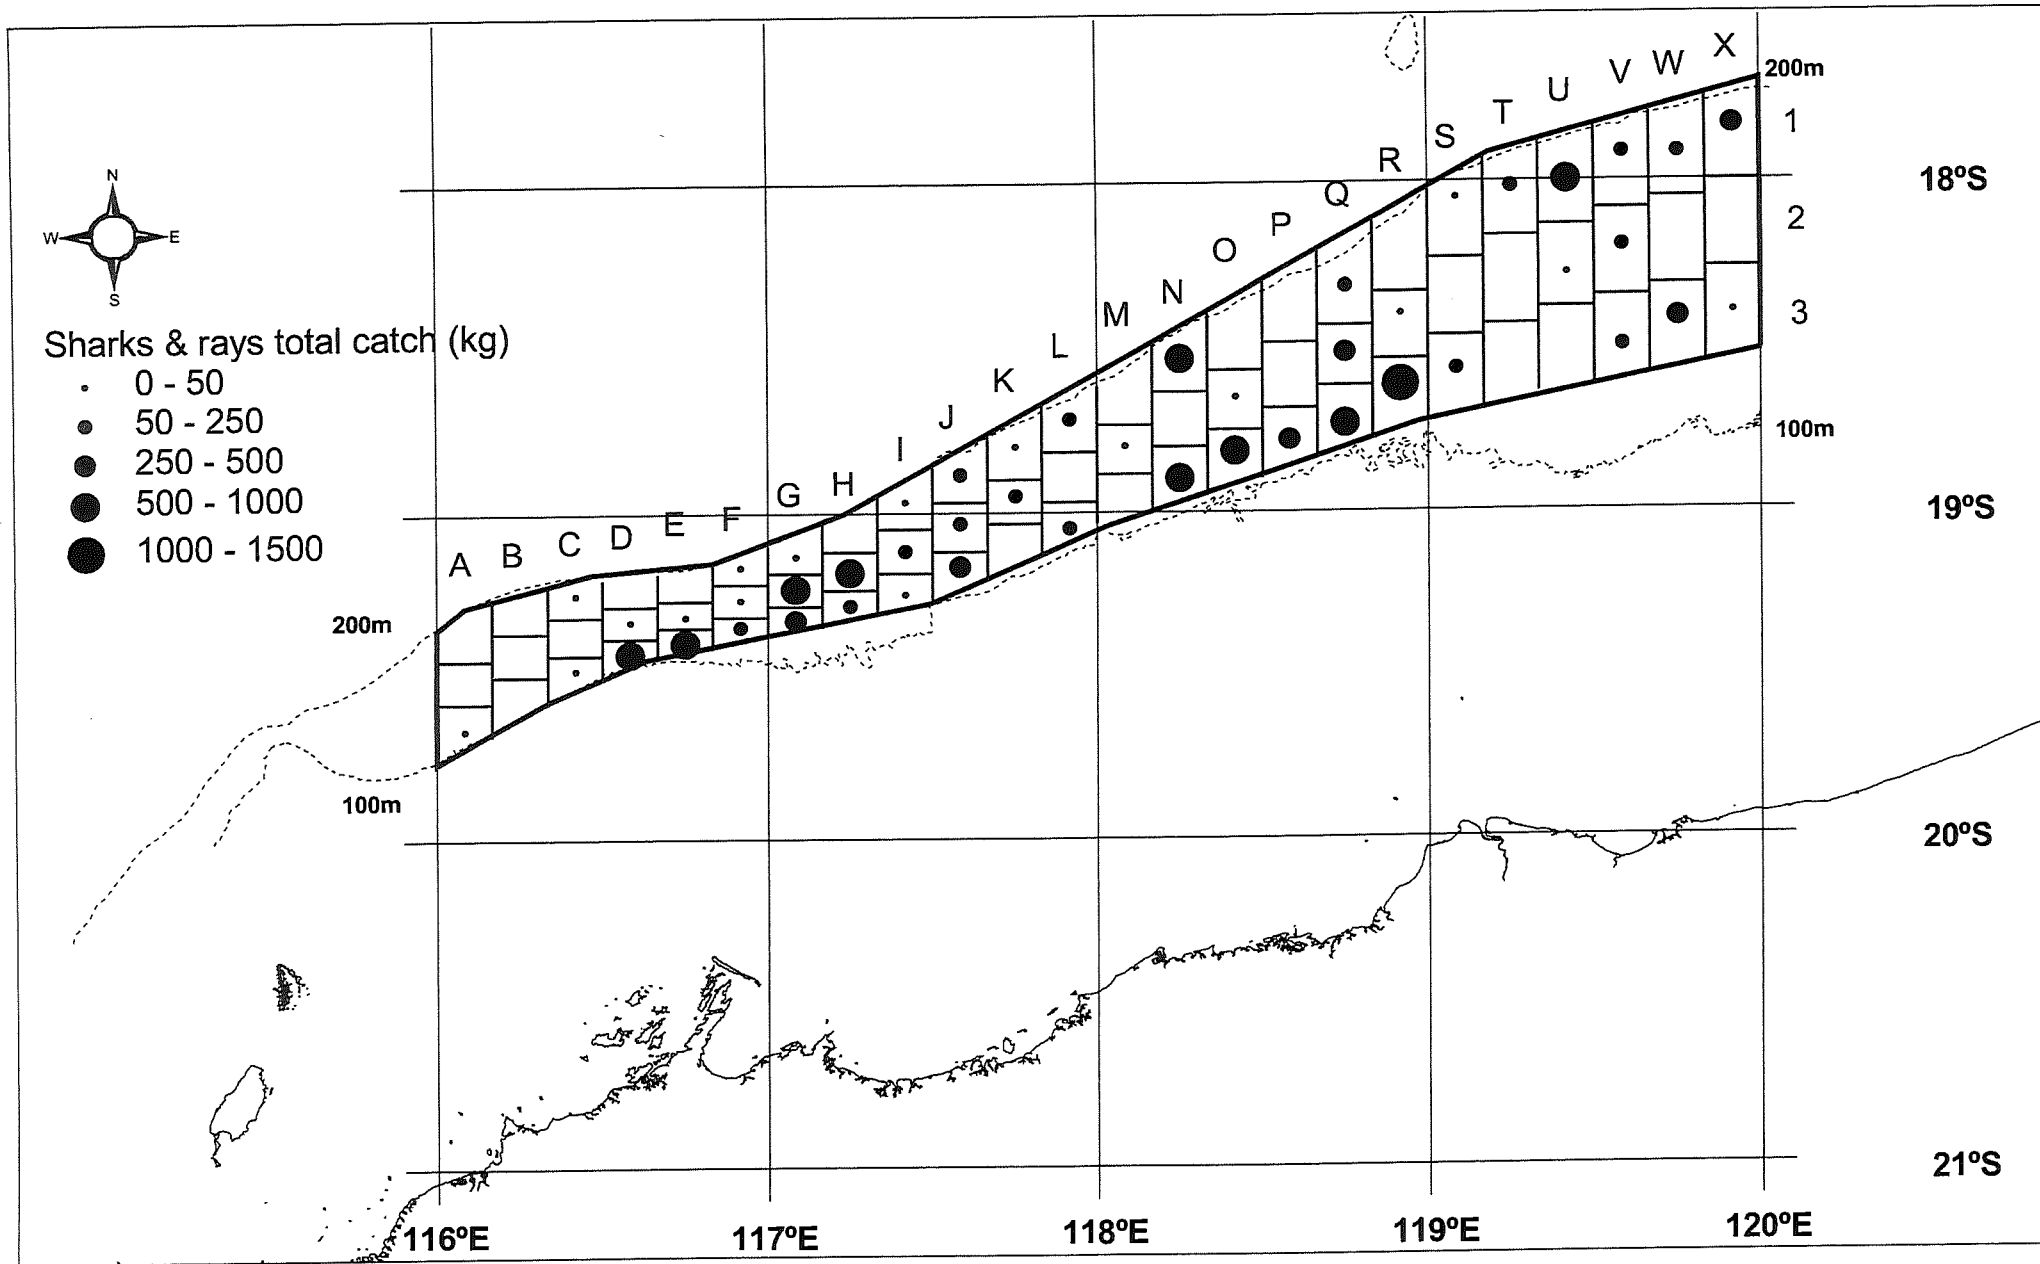 X
W
V
U
T
S
R
Q
P
O
N
M
L
K
J
I
H
G
F
E
D
C
B
A
200m
1
2
3
100m
18ºS
19ºS
20ºS
21ºS
N
W E
S
Sharks & rays total catch (kg)
0 - 50
50 - 250
250 - 500
500 - 1000
1000 - 1500
200m
100m
116ºE 117ºE 118ºE 119ºE 120ºE